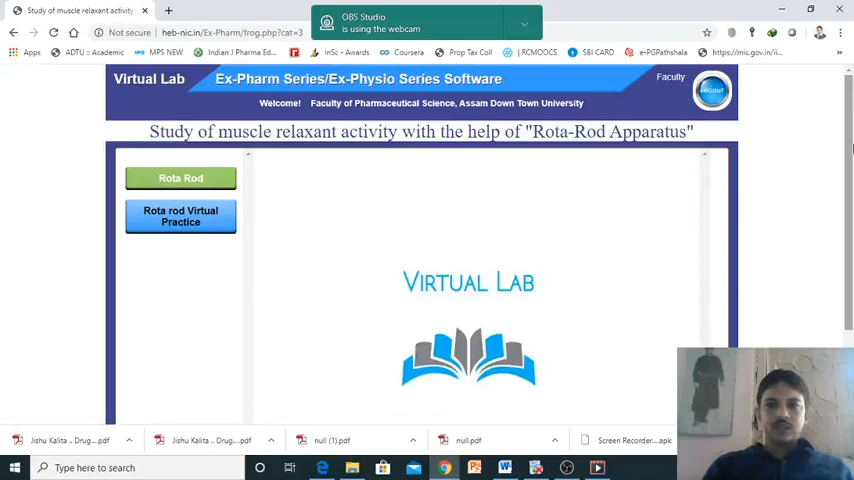 Study of muscle relaxant activity
OBS Studio
is using the webcam
Not secure heb-nic.in/Ex-Pharm/frog.php?cat=3
Apps ADTU :: Academic MPS NEW Indian J Pharma Ed... InSc - Awards Coursera Prop Tax Coll RCMOOCS SBI CARD e-PGPathshala https://mic.gov.in/ii...
Virtual Lab Ex-Pharm Series/Ex-Physio Series Software Faculty
LOGOUT
Welcome! Faculty of Pharmaceutical Science, Assam Down Town University
Study of muscle relaxant activity with the help of "Rota-Rod Apparatus"
Rota Rod
Rota rod Virtual
Practice
VIRTUAL LAB
Jishu Kalita .. Drug....pdf Jishu Kalita .. Drug....pdf null (1).pdf null.pdf Screen Recorder....apk
Type here to search